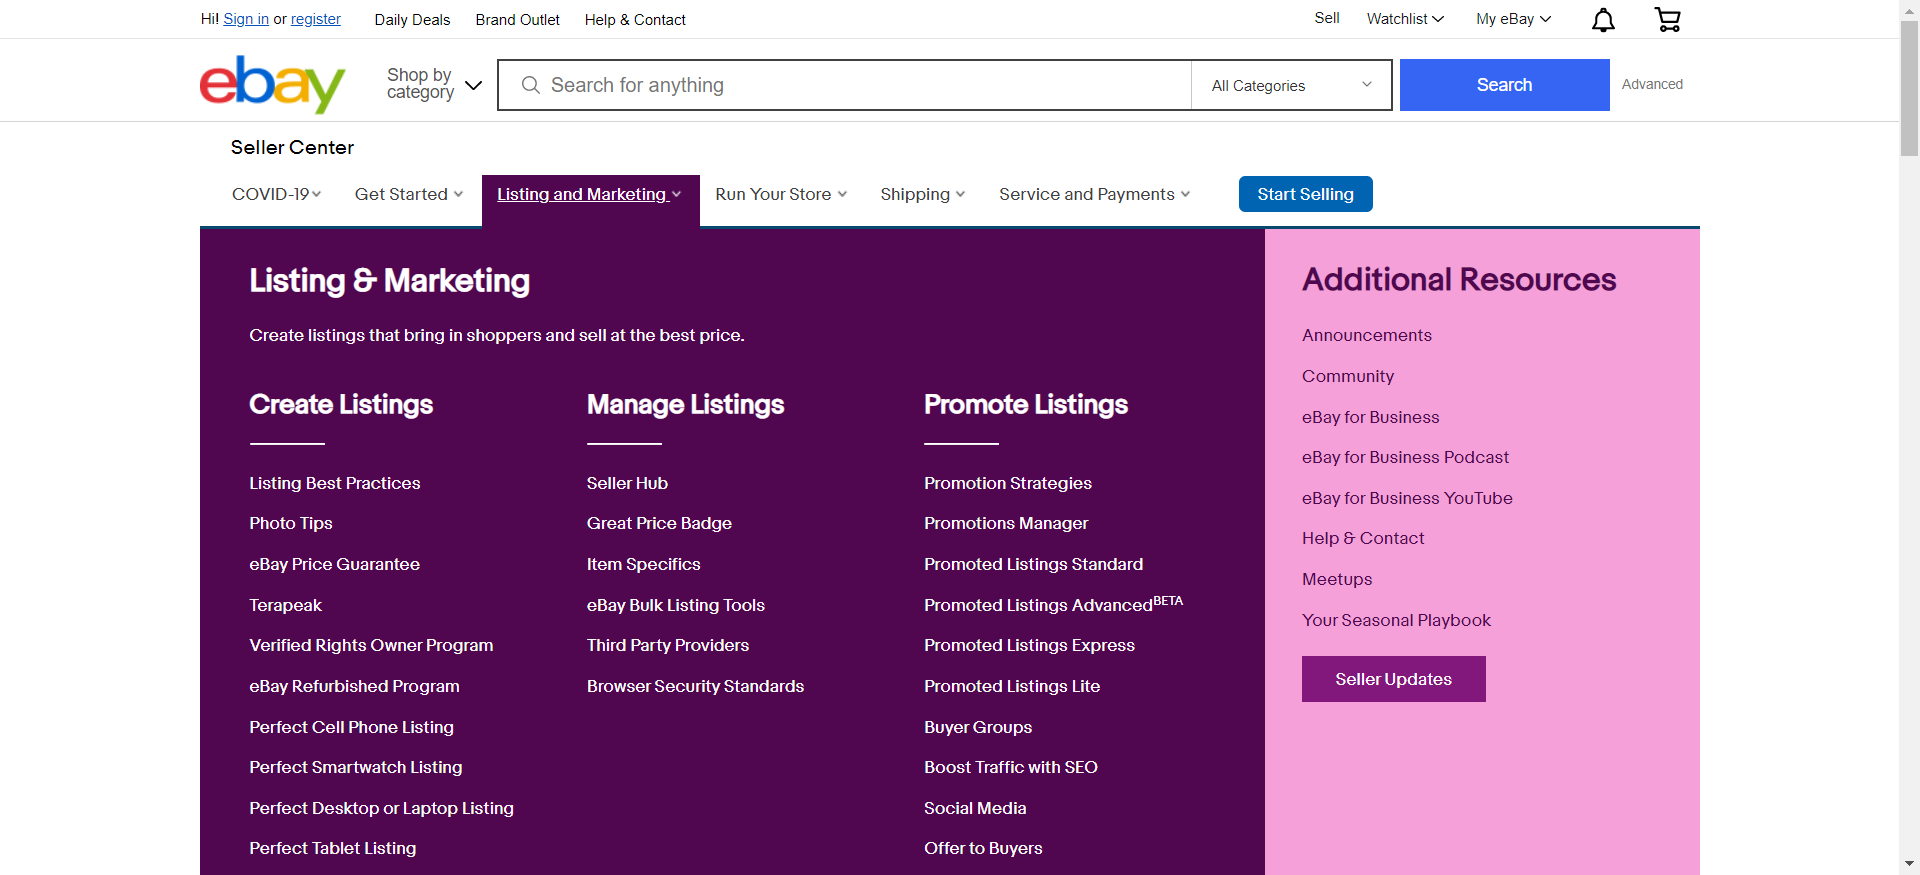 Hi! Sign in or register Daily Deals Brand Outlet Help & Contact Sell Watchlist My eBay
ebay
Shop by
category
Search for anything All Categories Search Advanced
Seller Center
COVID-19 Get Started Listing and Marketing Run Your Store Shipping Service and Payments Start Selling
Listing & Marketing
Create listings that bring in shoppers and sell at the best price.
Create Listings
Listing Best Practices
Photo Tips
eBay Price Guarantee
Terapeak
Verified Rights Owner Program
eBay Refurbished Program
Perfect Cell Phone Listing
Perfect Smartwatch Listing
Perfect Desktop or Laptop Listing
Perfect Tablet Listing
Manage Listings
Seller Hub
Great Price Badge
Item Specifics
eBay Bulk Listing Tools
Third Party Providers
Browser Security Standards
Promote Listings
Promotion Strategies
Promotions Manager
Promoted Listings Standard
Promoted Listings Advanced BETA
Promoted Listings Express
Promoted Listings Lite
Buyer Groups
Boost Traffic with SEO
Social Media
Offer to Buyers
Additional Resources
Announcements
Community
eBay for Business
eBay for Business Podcast
eBay for Business YouTube
Help & Contact
Meetups
Your Seasonal Playbook
Seller Updates